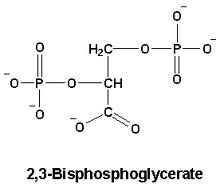 O⁻
O H₂C O P O⁻
⁻O P O CH O
O⁻ C
⁻O O
2,3-Bisphosphoglycerate